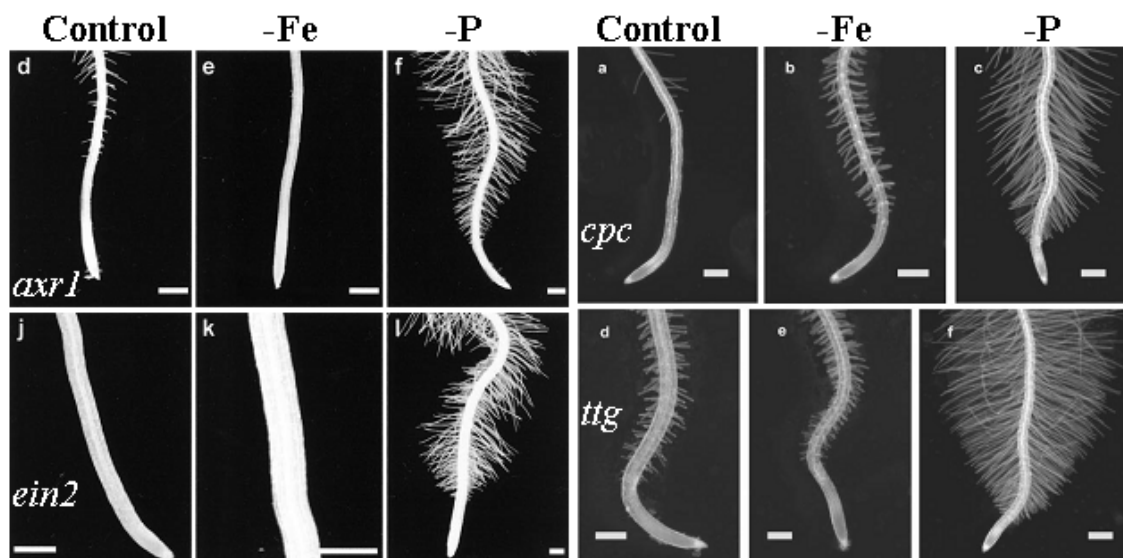 Control -Fe -P Control -Fe -P
d e f a b c
axr1 cpc
j k l d e f
ein2 ttg